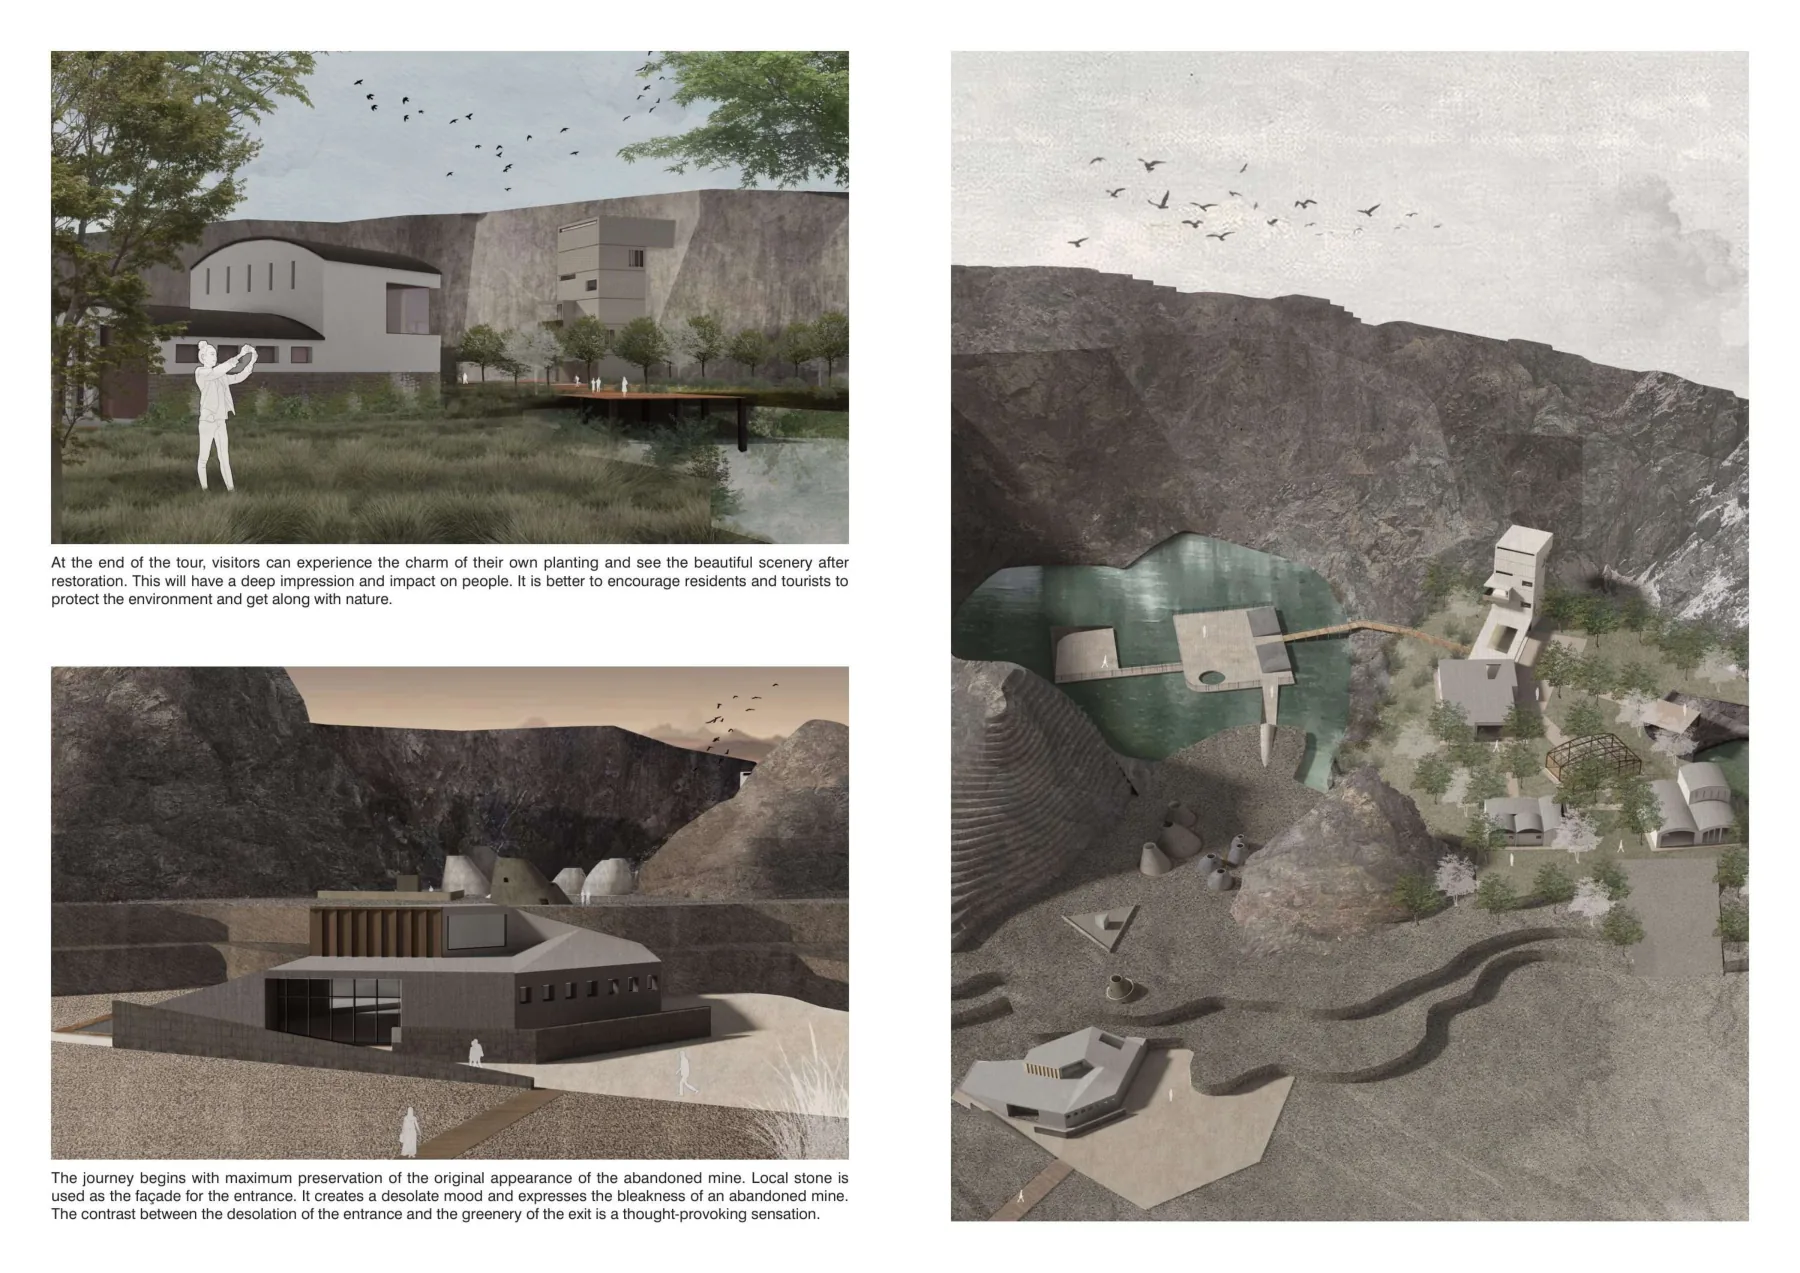 At the end of the tour, visitors can experience the charm of their own planting and see the beautiful scenery after
restoration. This will have a deep impression and impact on people. It is better to encourage residents and tourists to
protect the environment and get along with nature.
The journey begins with maximum preservation of the original appearance of the abandoned mine. Local stone is
used as the façade for the entrance. It creates a desolate mood and expresses the bleakness of an abandoned mine.
The contrast between the desolation of the entrance and the greenery of the exit is a thought-provoking sensation.